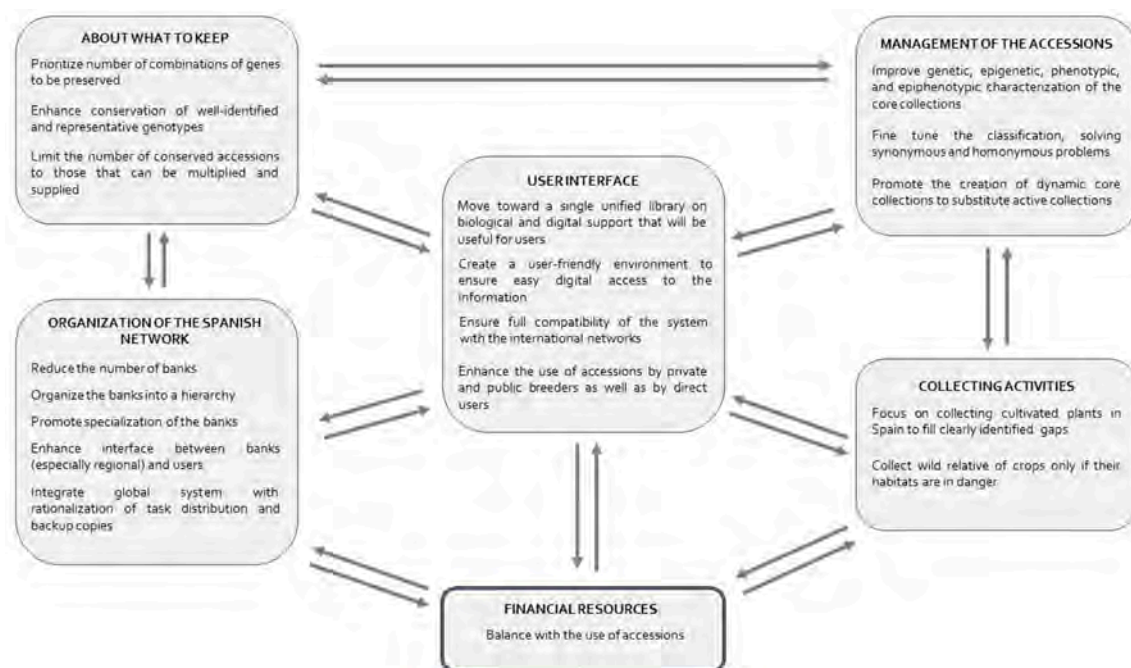 ABOUT WHAT TO KEEP
Prioritize number of combinations of genes
to be preserved
Enhance conservation of well-identified
and representative genotypes
Limit the number of conserved accessions
to those that can be multiplied and
supplied
MANAGEMENT OF THE ACCESSIONS
Improve genetic, epigenetic, phenotypic,
and epiphenotypic characterization of the
core collections
Fine tune the classification, solving
synonymous and homonymous problems
Promote the creation of dynamic core
collections to substitute active collections
USER INTERFACE
Move toward a single unified library on
biological and digital support that will be
useful for users
Create a user-friendly environment to
ensure easy digital access to the
information
Ensure full compatibility of the system
with the international networks
Enhance the use of accessions by private
and public breeders as well as by direct
users
ORGANIZATION OF THE SPANISH
NETWORK
Reduce the number of banks
Organize the banks into a hierarchy
Promote specialization of the banks
Enhance interface between banks
(especially regional) and users
Integrate global system with
rationalization of task distribution and
backup copies
COLLECTING ACTIVITIES
Focus on collecting cultivated plants in
Spain to fill clearly identified gaps
Collect wild relative of crops only if their
habitats are in danger
FINANCIAL RESOURCES
Balance with the use of accessions